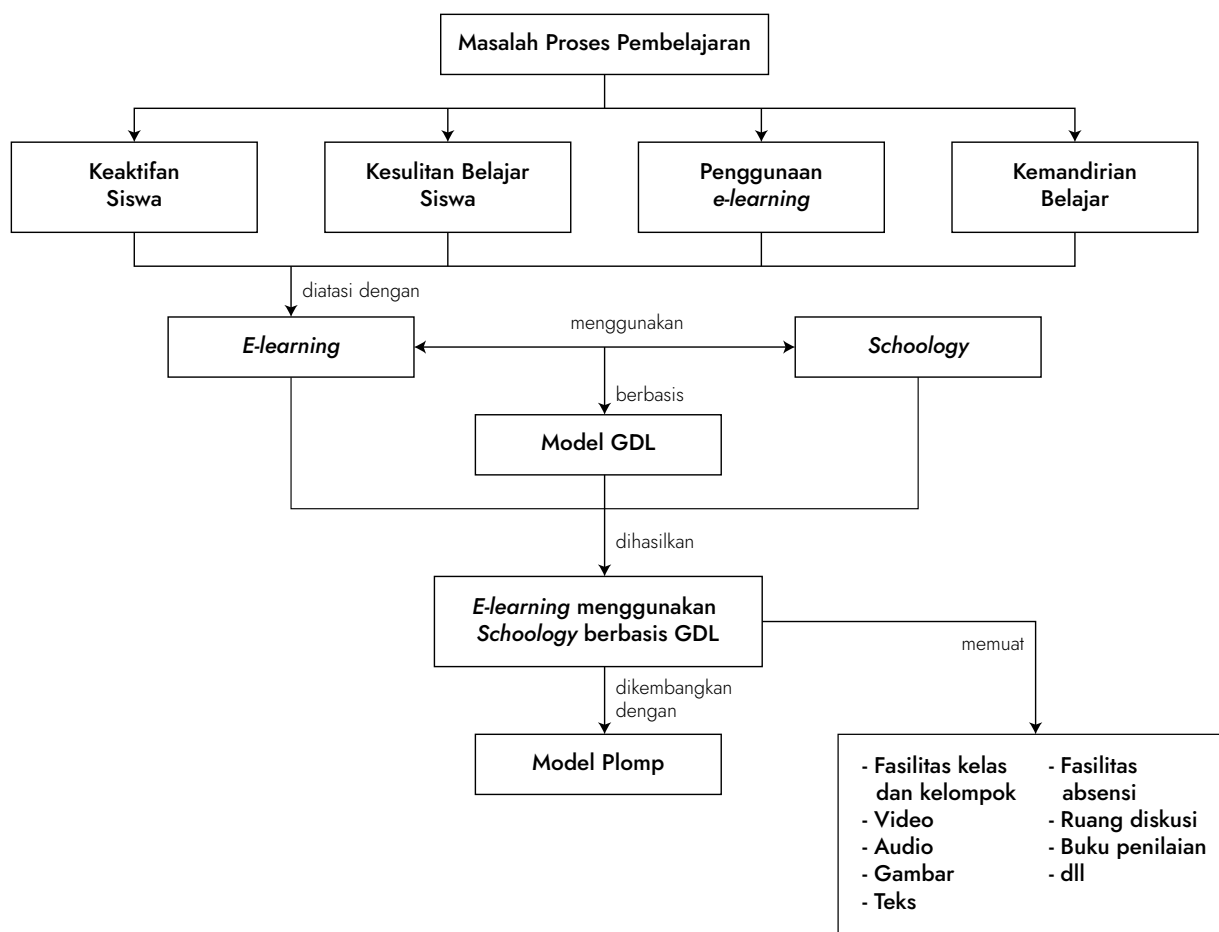 Masalah Proses Pembelajaran
Keaktifan
Siswa
Kesulitan Belajar
Siswa
Penggunaan
e-learning
Kemandirian
Belajar
diatasi dengan
E-learning
menggunakan
Schoology
berbasis
Model GDL
dihasilkan
E-learning menggunakan
Schoology berbasis GDL
memuat
dikembangkan
dengan
Model Plomp
- Fasilitas kelas
dan kelompok
- Video
- Audio
- Gambar
- Teks
- Fasilitas
absensi
- Ruang diskusi
- Buku penilaian
- dll